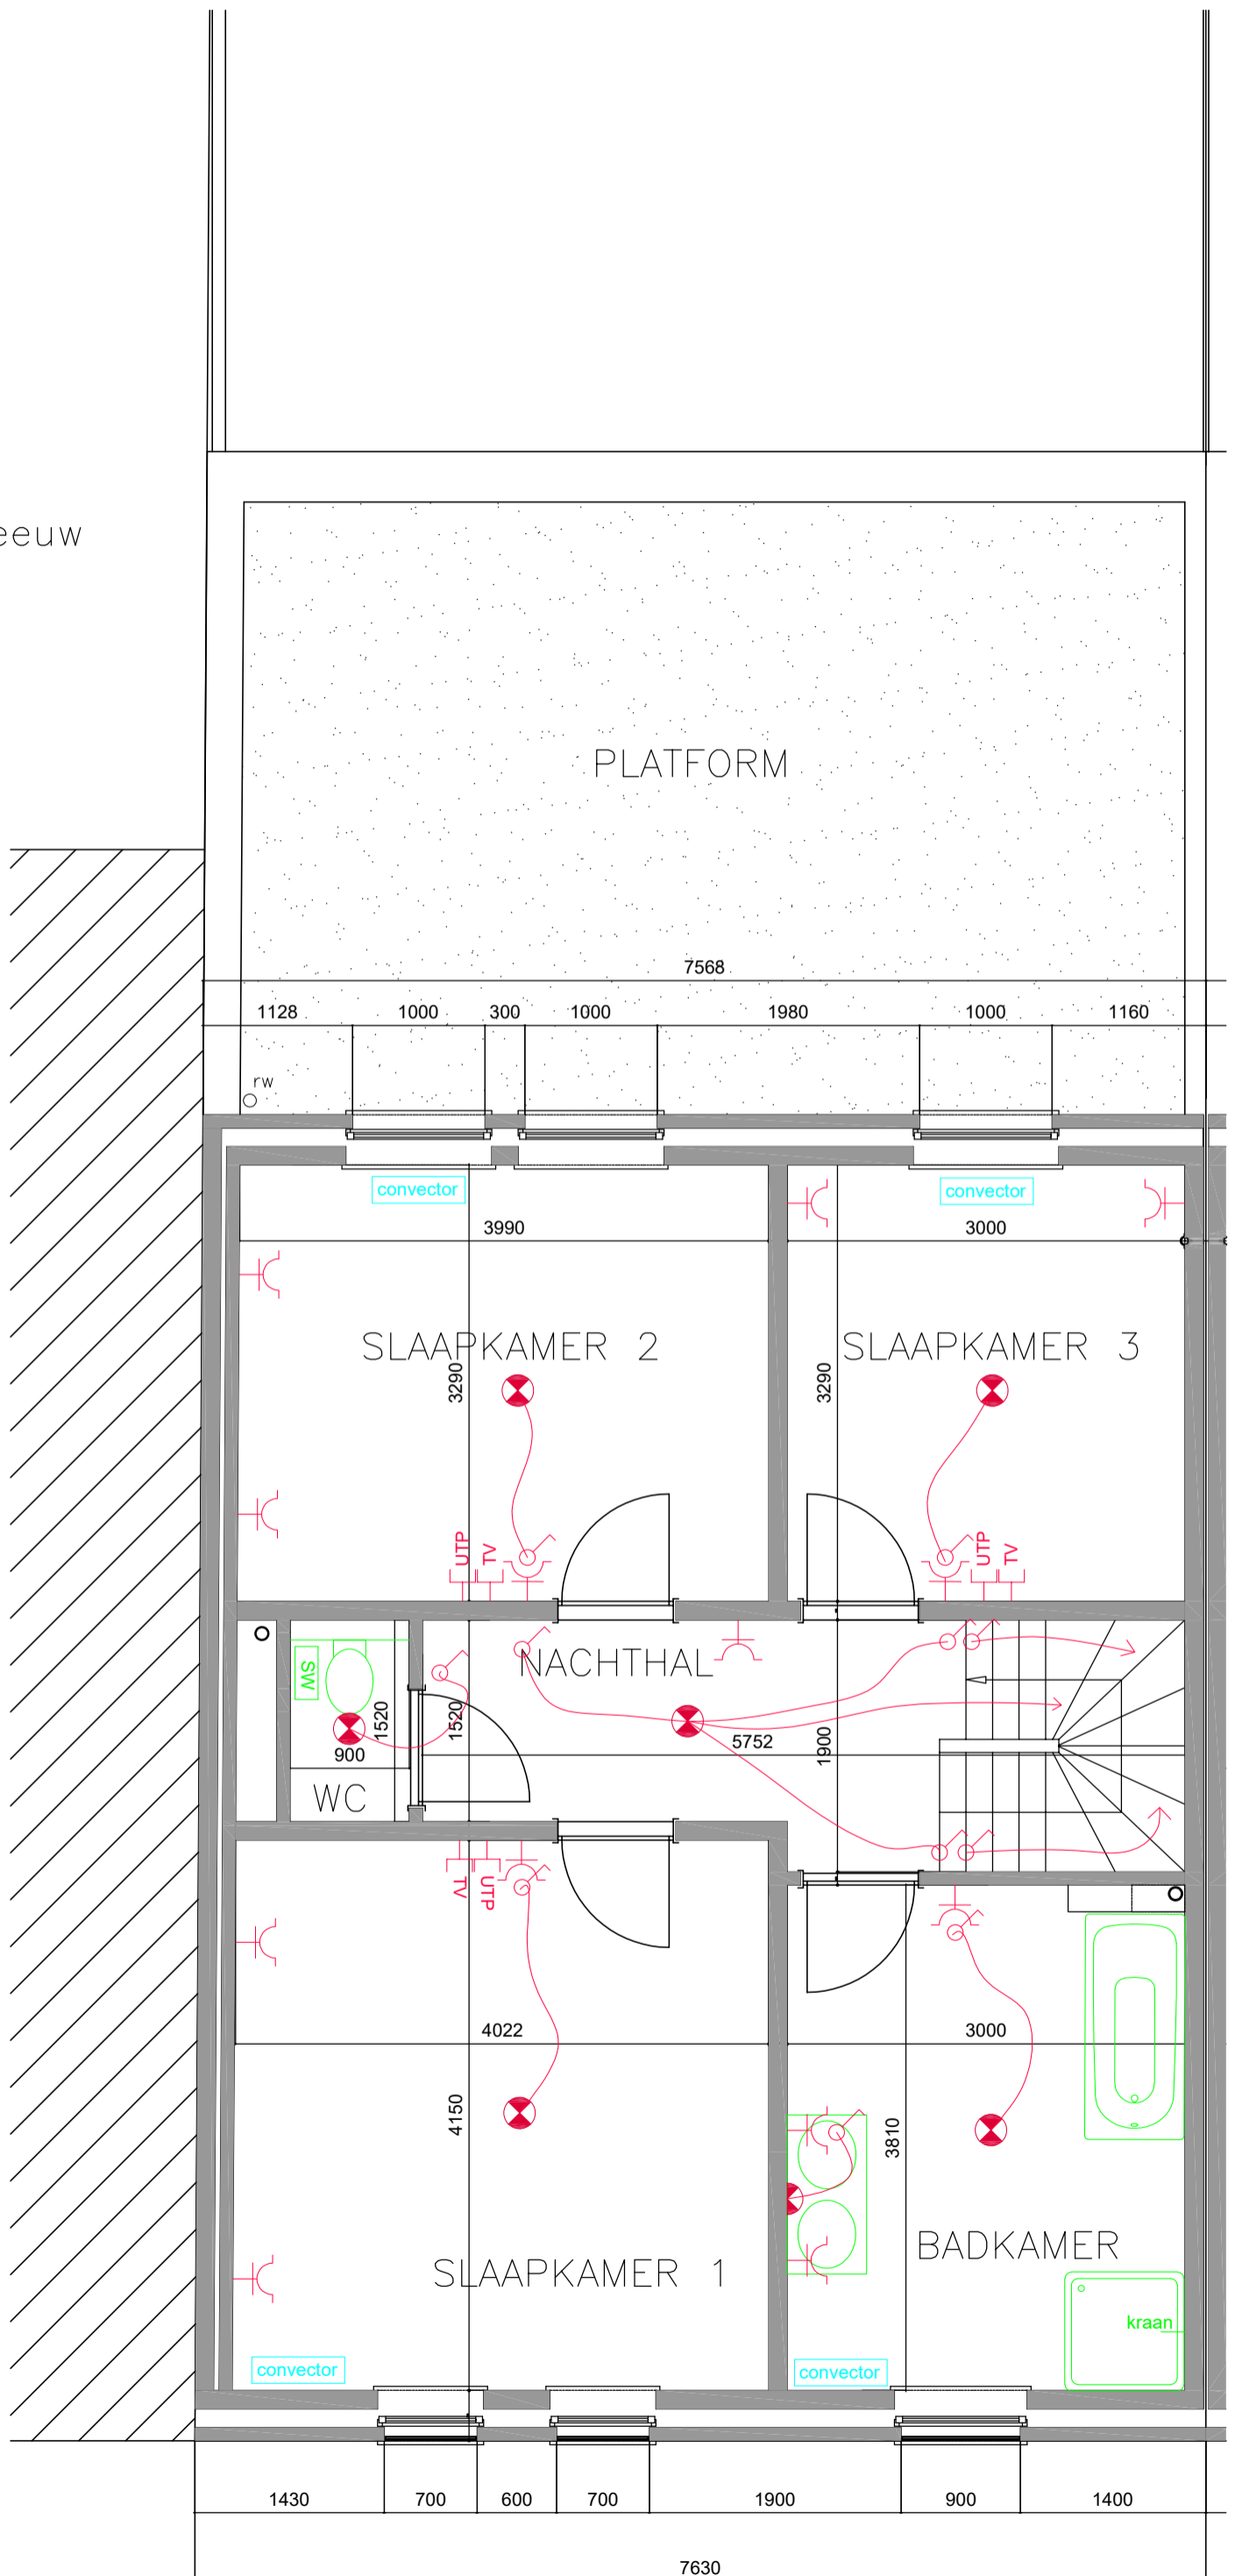 eeuw
PLATFORM
7568
1128 1000 300 1000 1980 1000 1160
rw
convector convector
3990 3000
SLAAPKAMER 2 SLAAPKAMER 3
3290 3290
UTP TV UTP TV
NACHTHAL
SW
1520 1520 1900
5752
900
WC
TV UTP
4022 3000
4150 3810
BADKAMER
SLAAPKAMER 1
kraan
convector convector
1430 700 600 700 1900 900 1400
7630